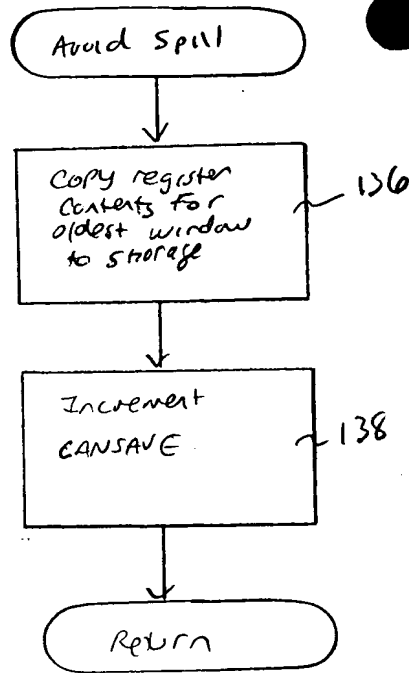 Avoid Spill
Copy register
contents for
oldest window
to storage
136
Increment
CANSAVE
138
Return